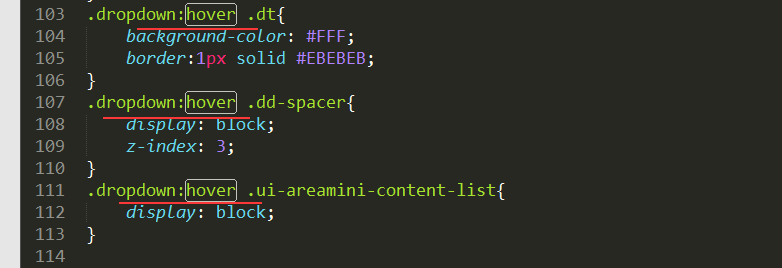 103 .dropdown:hover .dt{
104 background-color: #FFF;
105 border:1px solid #EBEBEB;
106 }
107 .dropdown:hover .dd-spacer{
108 display: block;
109 z-index: 3;
110 }
111 .dropdown:hover .ui-areamini-content-list{
112 display: block;
113 }
114